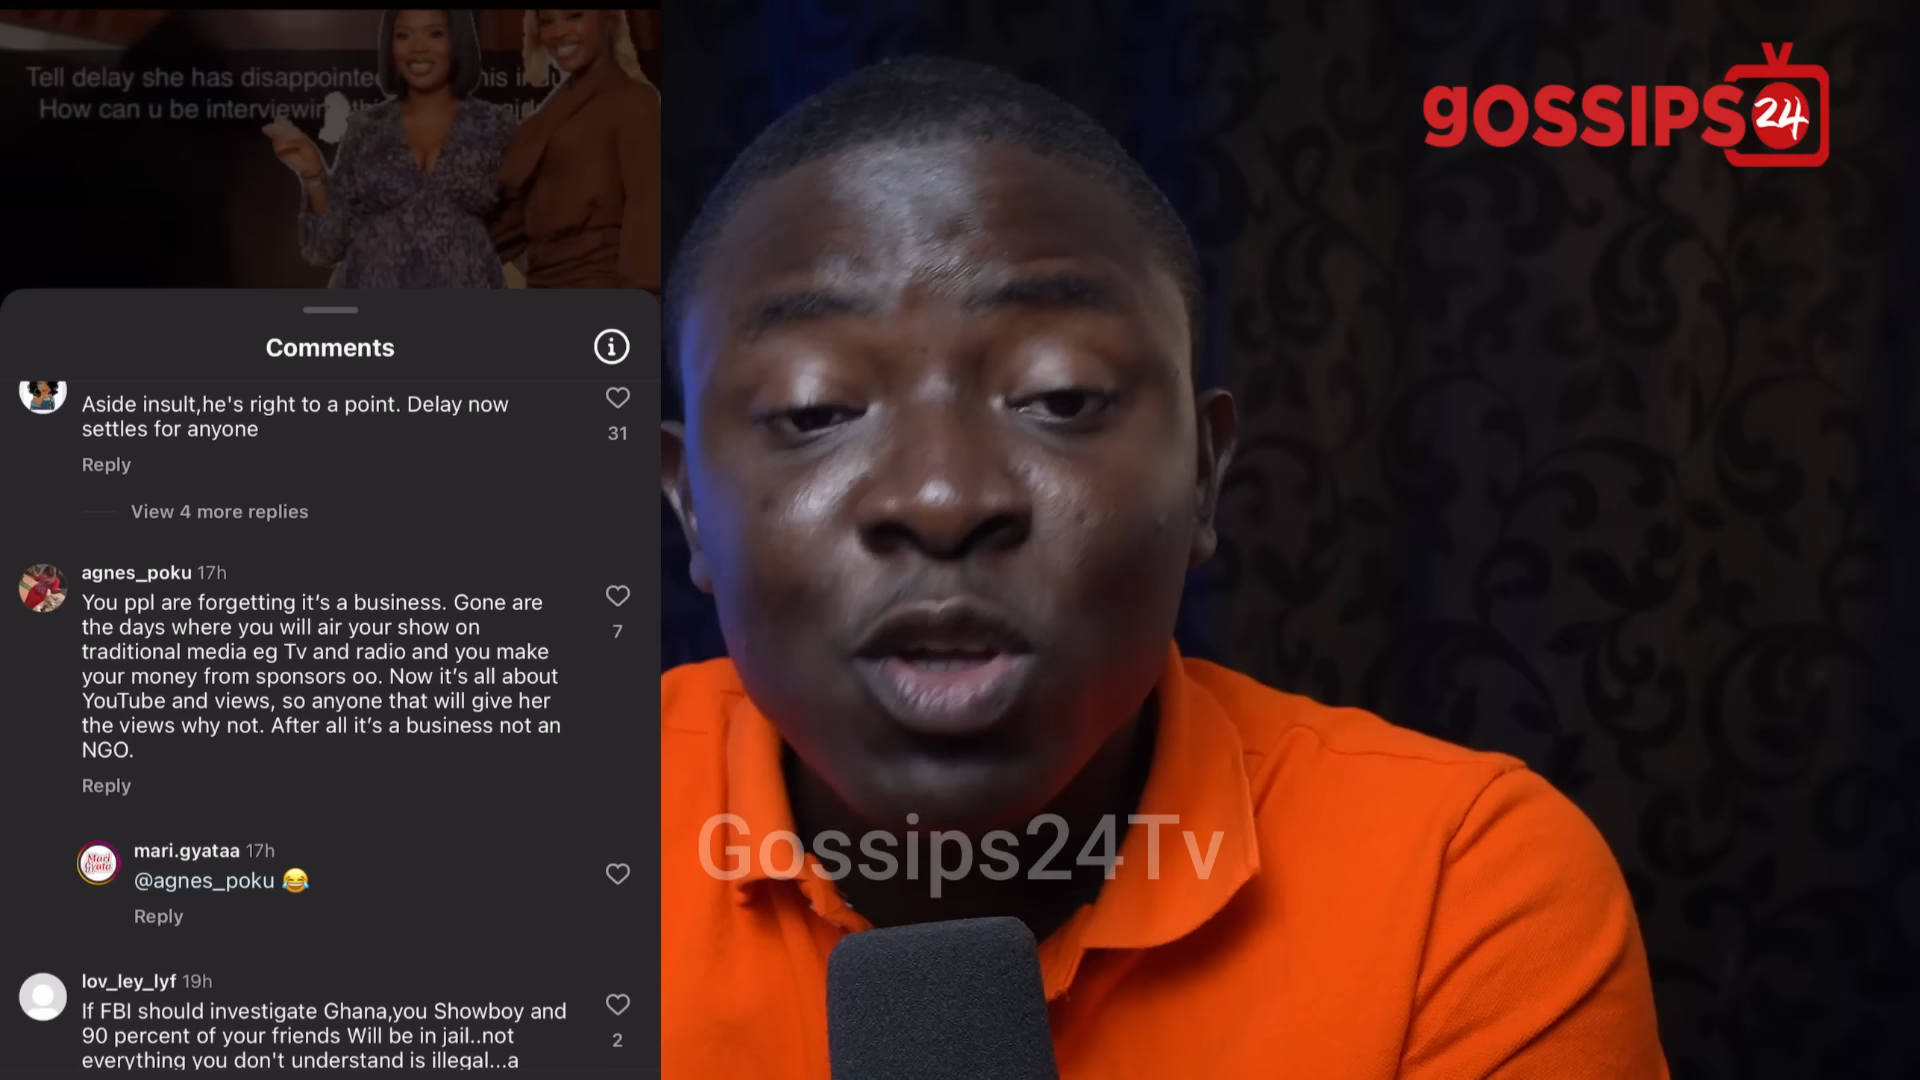 Tell delay she has disappointed his indu
How can u be interviewing
gossips24
Comments
Aside insult,he's right to a point. Delay now
settles for anyone
31
Reply
View 4 more replies
agnes_poku 17h
You ppl are forgetting it’s a business. Gone are
the days where you will air your show on
traditional media eg Tv and radio and you make
your money from sponsors oo. Now it’s all about
YouTube and views, so anyone that will give her
the views why not. After all it’s a business not an
NGO.
7
Reply
Mari Gyata
mari.gyataa 17h
@agnes_poku 😂
Reply
lov_ley_lyf 19h
If FBI should investigate Ghana,you Showboy and
90 percent of your friends Will be in jail..not
everything you don't understand is illegal...a
2
Gossips24Tv